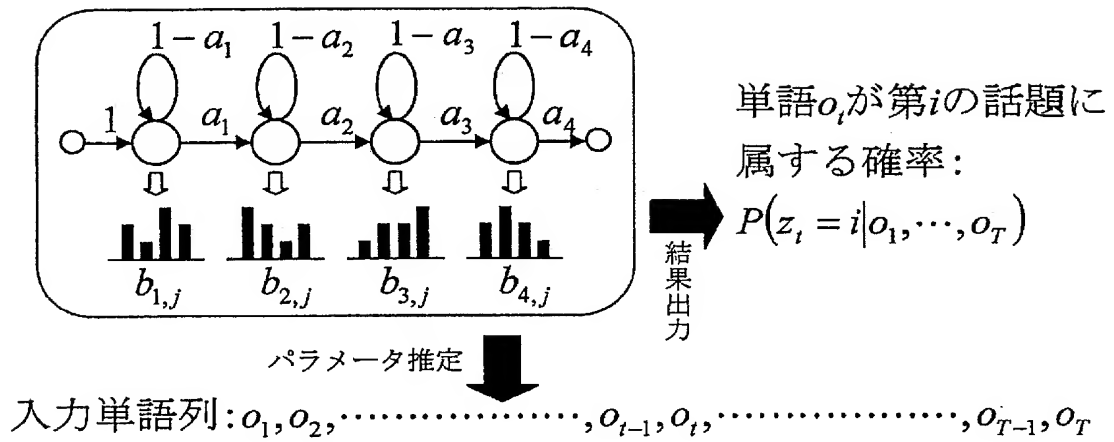 1−a₁ 1−a₂ 1−a₃ 1−a₄
1 a₁ a₂ a₃ a₄
b₁,ⱼ b₂,ⱼ b₃,ⱼ b₄,ⱼ
単語oₜが第iの話題に
属する確率:
P(zₜ = i|o₁,⋯,o_T)
結果出力
パラメータ推定
入力単語列:o₁,o₂,⋯⋯⋯⋯⋯⋯,oₜ₋₁,oₜ,⋯⋯⋯⋯⋯⋯,o_T−1,o_T